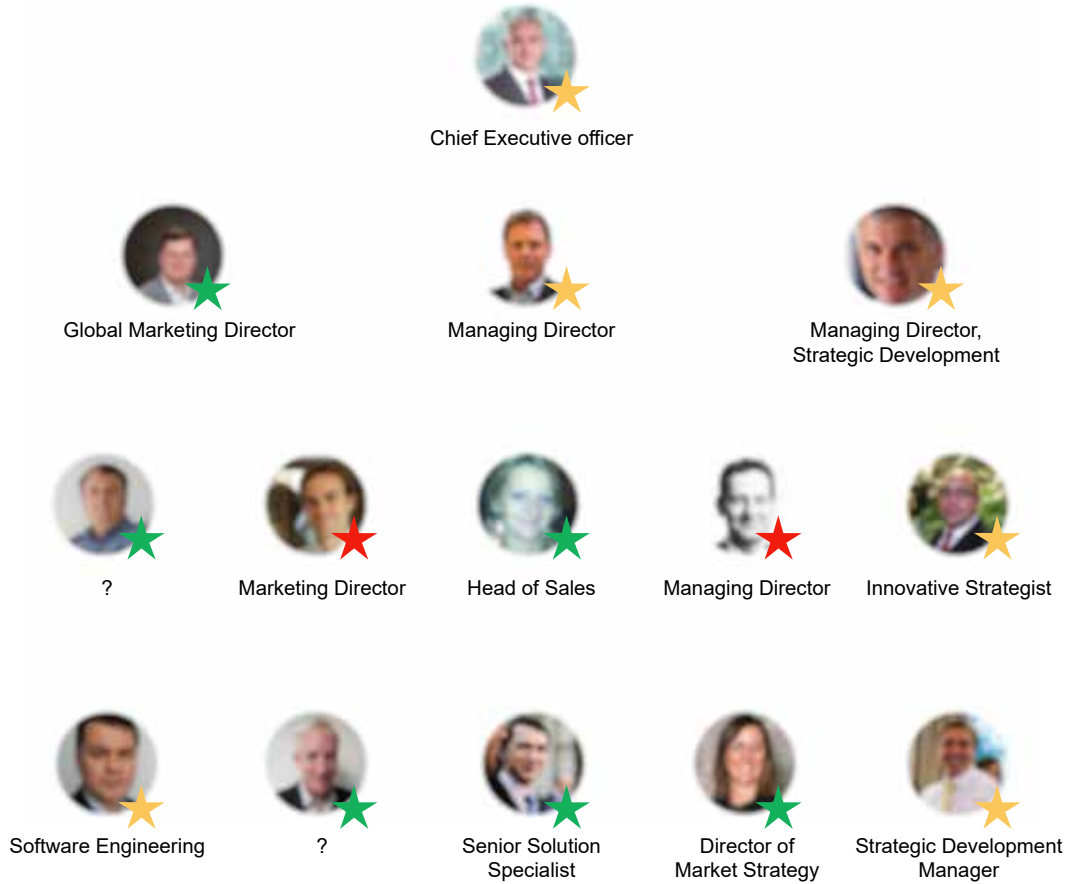 Chief Executive officer
Global Marketing Director
Managing Director
Managing Director,
Strategic Development
?
Marketing Director
Head of Sales
Managing Director
Innovative Strategist
Software Engineering
?
Senior Solution
Specialist
Director of
Market Strategy
Strategic Development
Manager